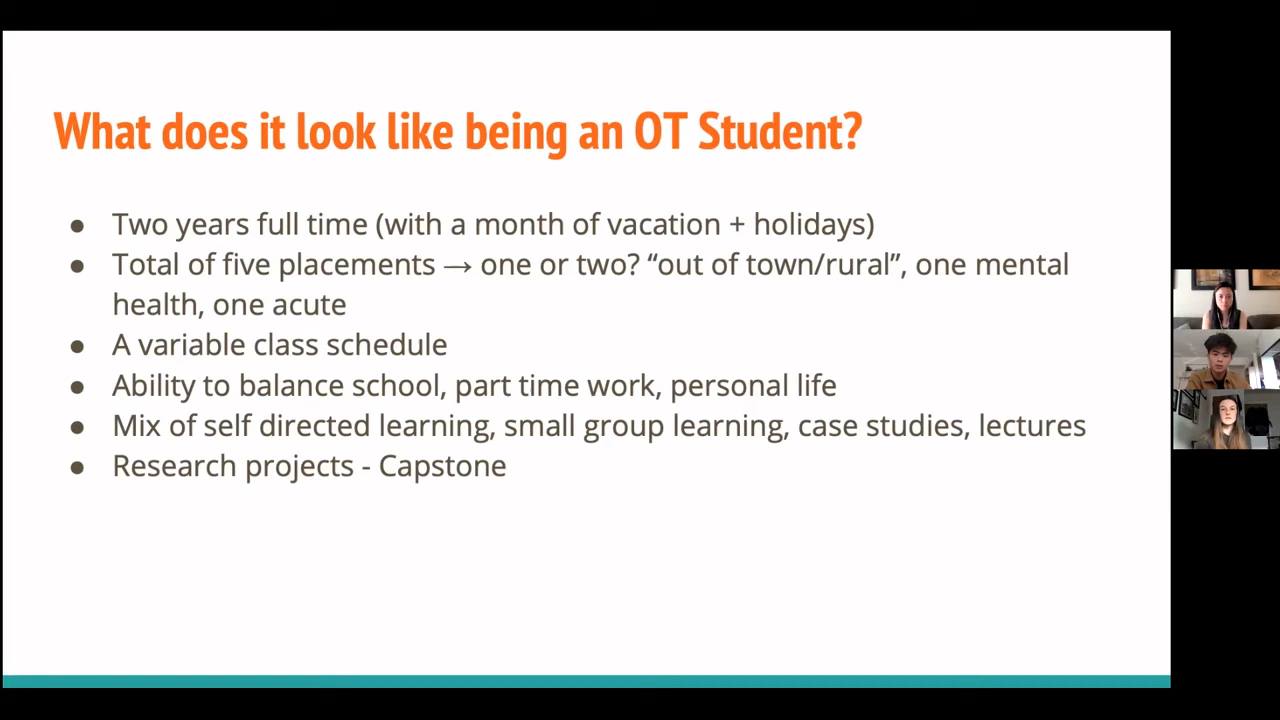 What does it look like being an OT Student?
● Two years full time (with a month of vacation + holidays)
● Total of five placements → one or two? “out of town/rural”, one mental
health, one acute
● A variable class schedule
● Ability to balance school, part time work, personal life
● Mix of self directed learning, small group learning, case studies, lectures
● Research projects - Capstone